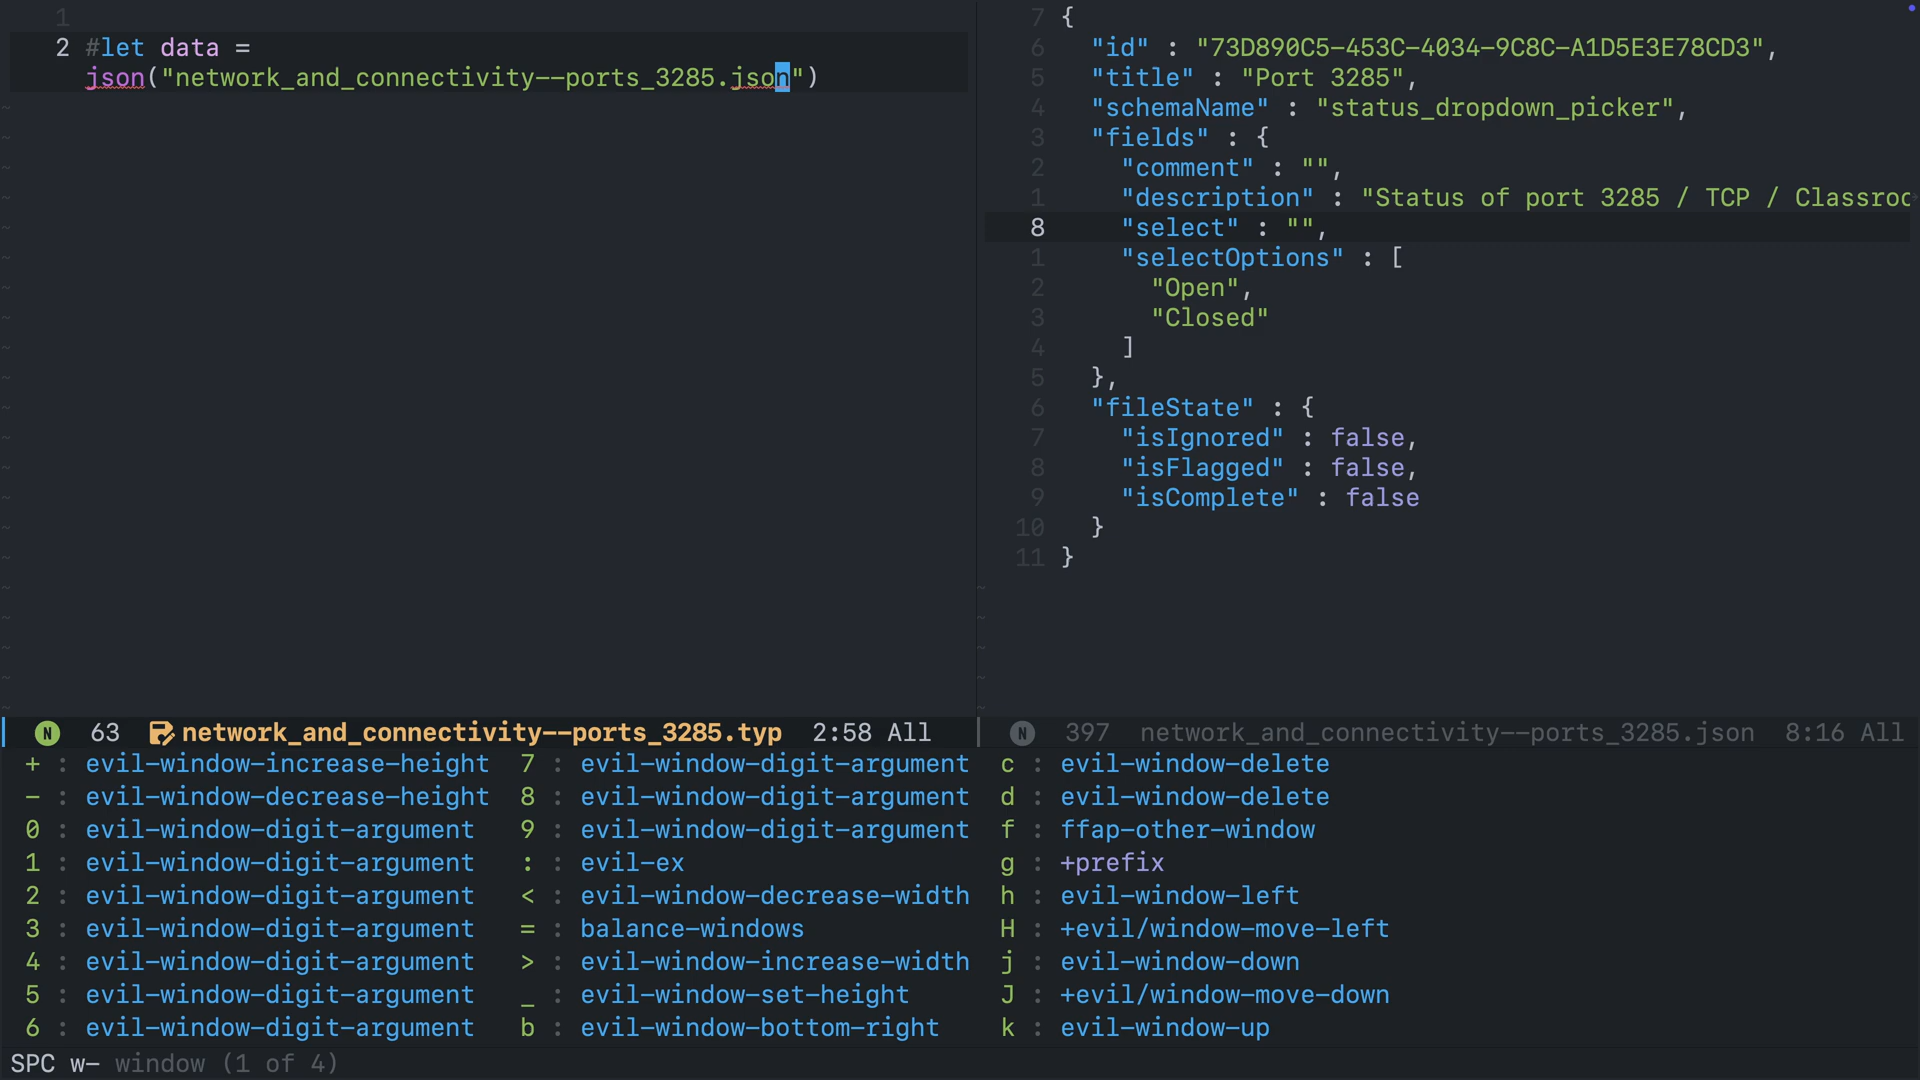 1
2 #let data =
json("network_and_connectivity--ports_3285.json")
7 {
6 "id" : "73D890C5-453C-4034-9C8C-A1D5E3E78CD3",
5 "title" : "Port 3285",
4 "schemaName" : "status_dropdown_picker",
3 "fields" : {
2 "comment" : "",
1 "description" : "Status of port 3285 / TCP / Classroo
8 "select" : "",
1 "selectOptions" : [
2 "Open",
3 "Closed"
4 ]
5 },
6 "fileState" : {
7 "isIgnored" : false,
8 "isFlagged" : false,
9 "isComplete" : false
10 }
11 }
N 63 network_and_connectivity--ports_3285.typ 2:58 All
N 397 network_and_connectivity--ports_3285.json 8:16 All
+ : evil-window-increase-height 7 : evil-window-digit-argument c : evil-window-delete
- : evil-window-decrease-height 8 : evil-window-digit-argument d : evil-window-delete
0 : evil-window-digit-argument 9 : evil-window-digit-argument f : ffap-other-window
1 : evil-window-digit-argument : : evil-ex g : +prefix
2 : evil-window-digit-argument < : evil-window-decrease-width h : evil-window-left
3 : evil-window-digit-argument = : balance-windows H : +evil/window-move-left
4 : evil-window-digit-argument > : evil-window-increase-width j : evil-window-down
5 : evil-window-digit-argument _ : evil-window-set-height J : +evil/window-move-down
6 : evil-window-digit-argument b : evil-window-bottom-right k : evil-window-up
SPC w- window (1 of 4)